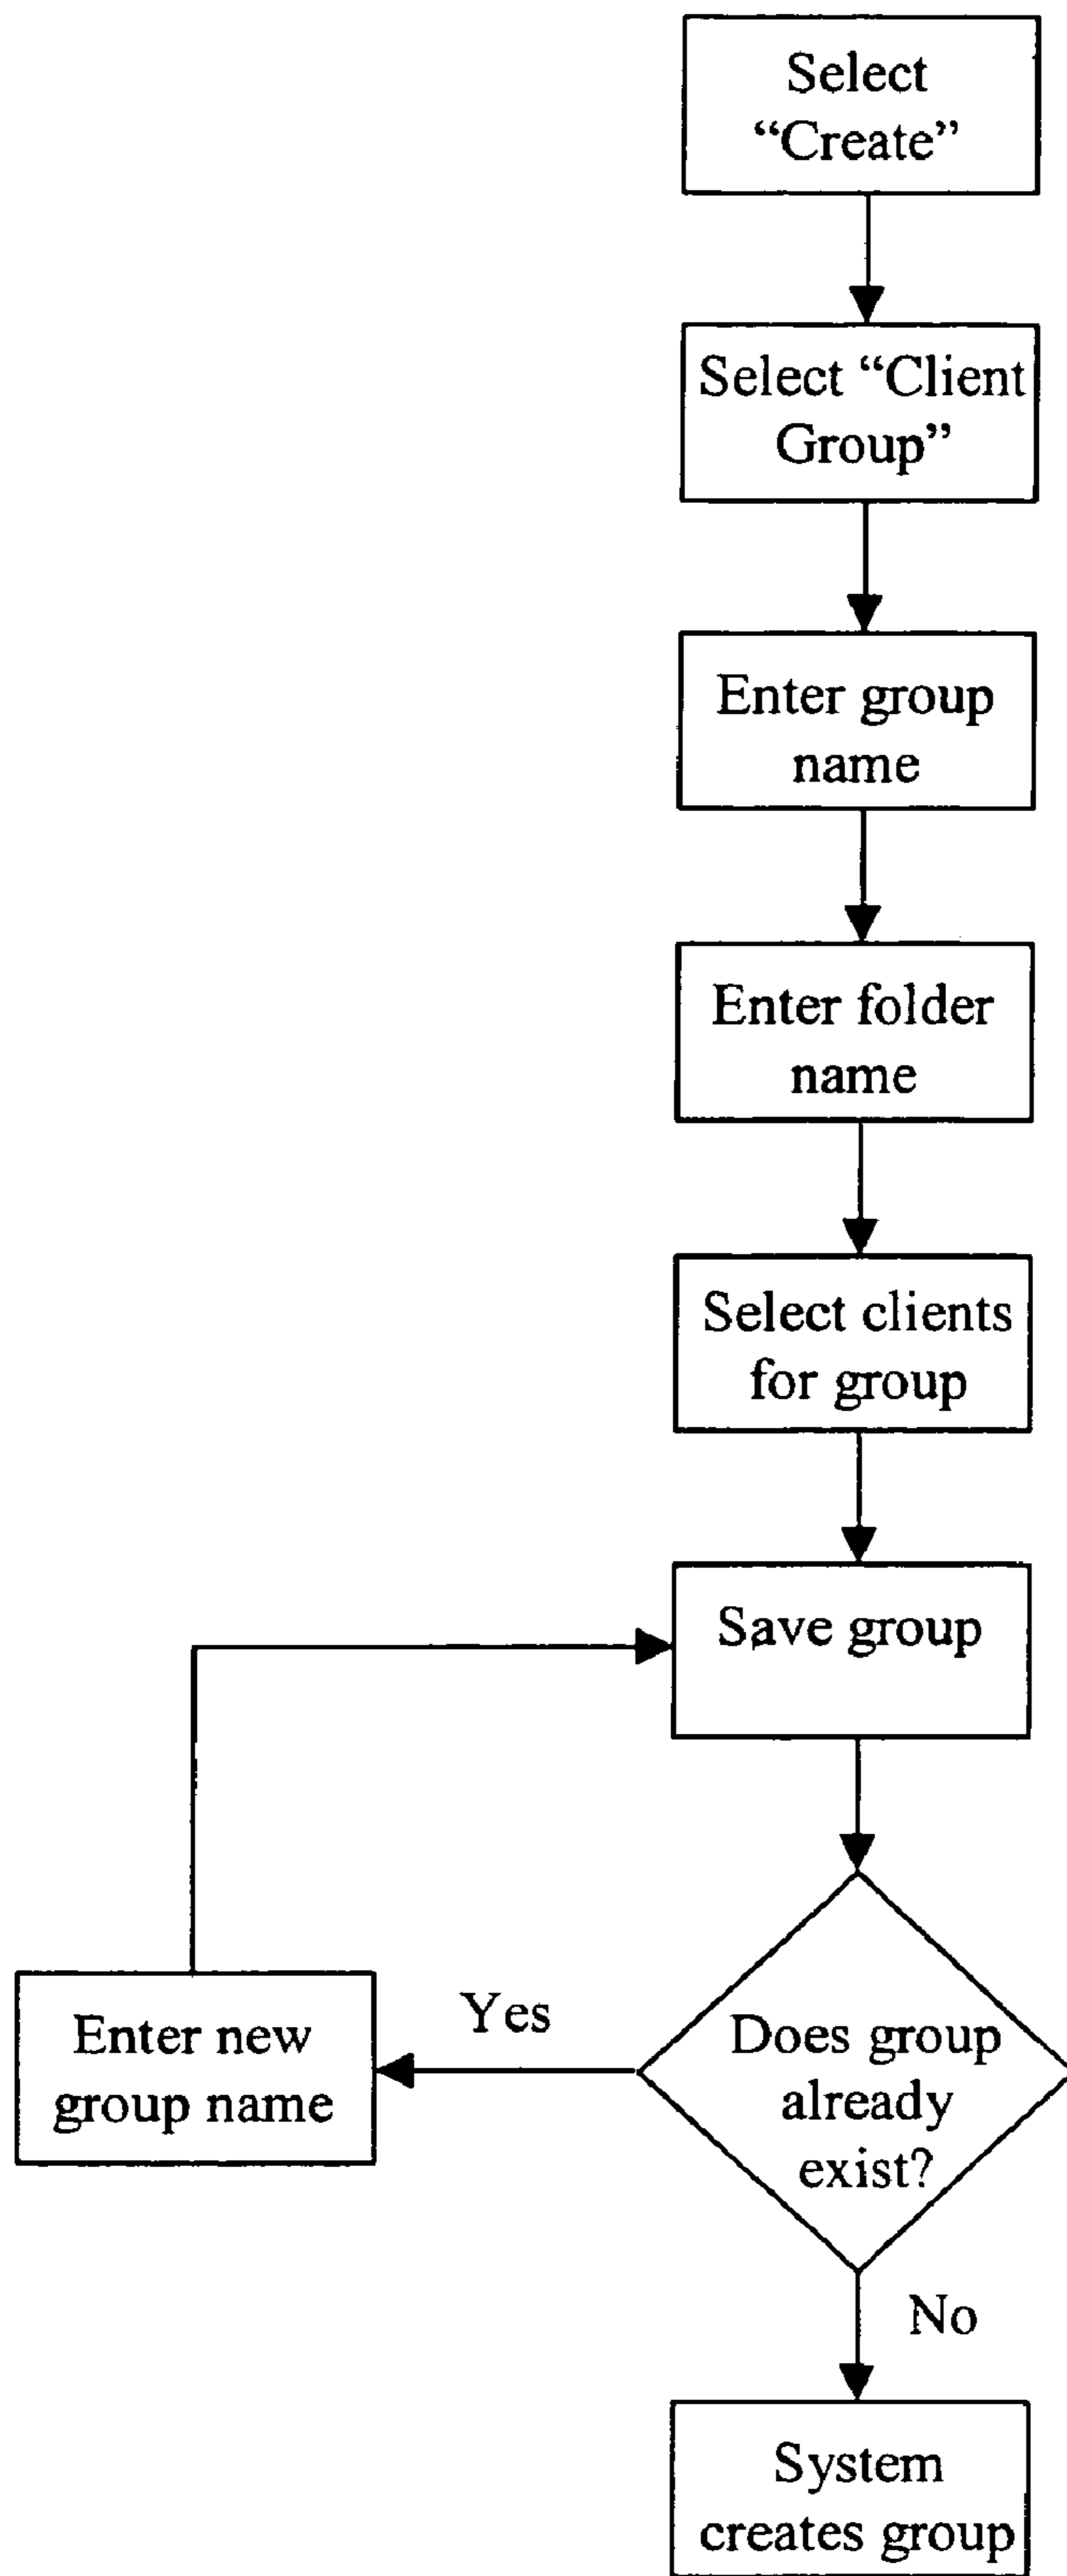 Select
“Create”
Select “Client
Group”
Enter group
name
Enter folder
name
Select clients
for group
Save group
Does group
already
exist?
Yes
Enter new
group name
No
System
creates group